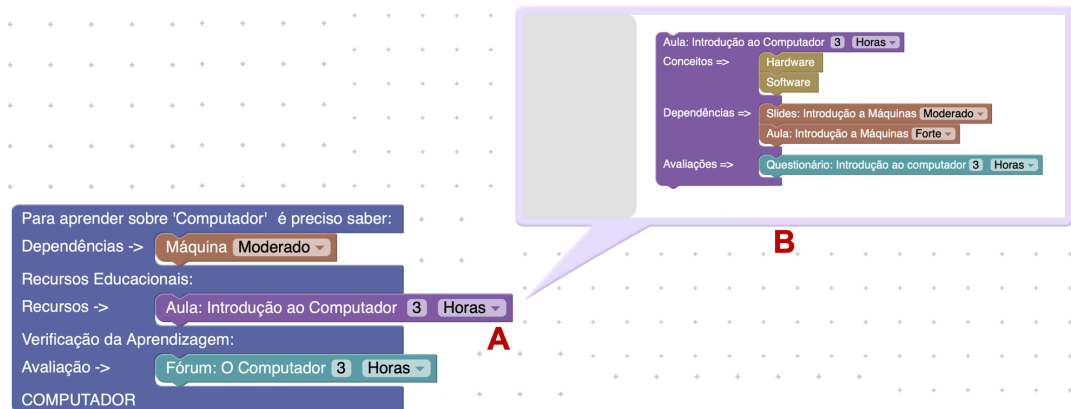 Aula: Introdução ao Computador 3 Horas
Conceitos => Hardware
Software
Dependências => Slides: Introdução a Máquinas Moderado
Aula: Introdução a Máquinas Forte
Avaliações => Questionário: Introdução ao computador 3 Horas
B
Para aprender sobre 'Computador' é preciso saber:
Dependências -> Máquina Moderado
Recursos Educacionais:
Recursos -> Aula: Introdução ao Computador 3 Horas
A
Verificação da Aprendizagem:
Avaliação -> Fórum: O Computador 3 Horas
COMPUTADOR